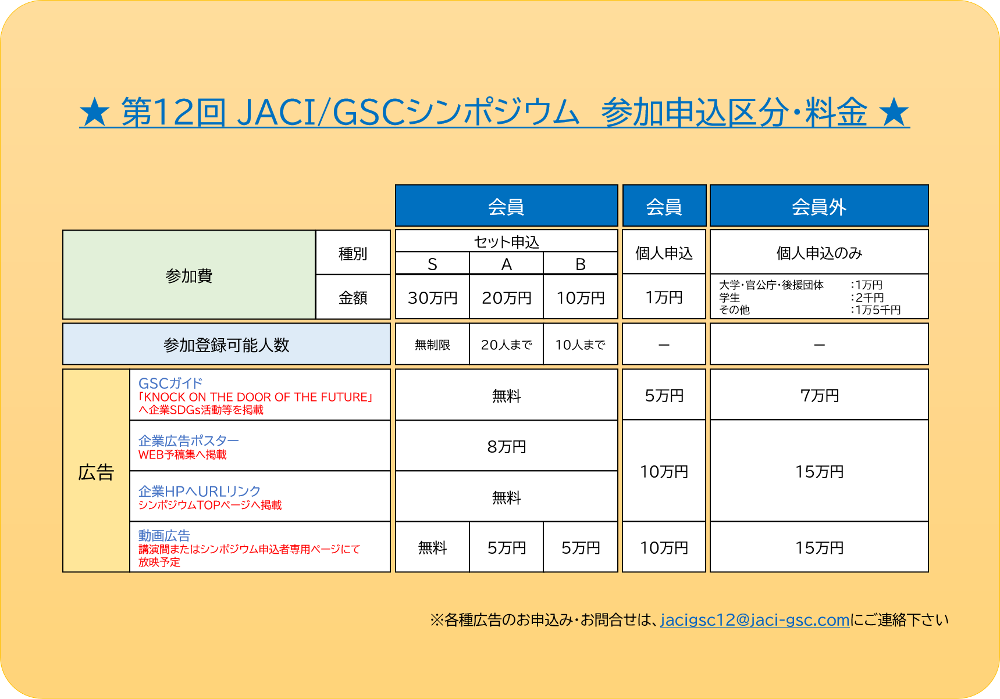 ★ 第12回 JACI/GSCシンポジウム　参加申込区分・料金 ★
会員
会員
会員外
参加費
種別
セット申込
S
A
B
個人申込
個人申込のみ
金額
30万円
20万円
10万円
1万円
大学・官公庁・後援団体　：1万円
学生　：2千円
その他　：1万5千円
参加登録可能人数
無制限
20人まで
10人まで
－
－
広告
GSCガイド
「KNOCK ON THE DOOR OF THE FUTURE」
へ企業SDGs活動等を掲載
無料
5万円
7万円
企業広告ポスター
WEB予稿集へ掲載
8万円
10万円
15万円
企業HPへURLリンク
シンポジウムTOPページへ掲載
無料
動画広告
講演間またはシンポジウム申込者専用ページにて
放映予定
無料
5万円
5万円
10万円
15万円
※各種広告のお申込み・お問合せは、jacigsc12@jaci-gsc.comにご連絡下さい